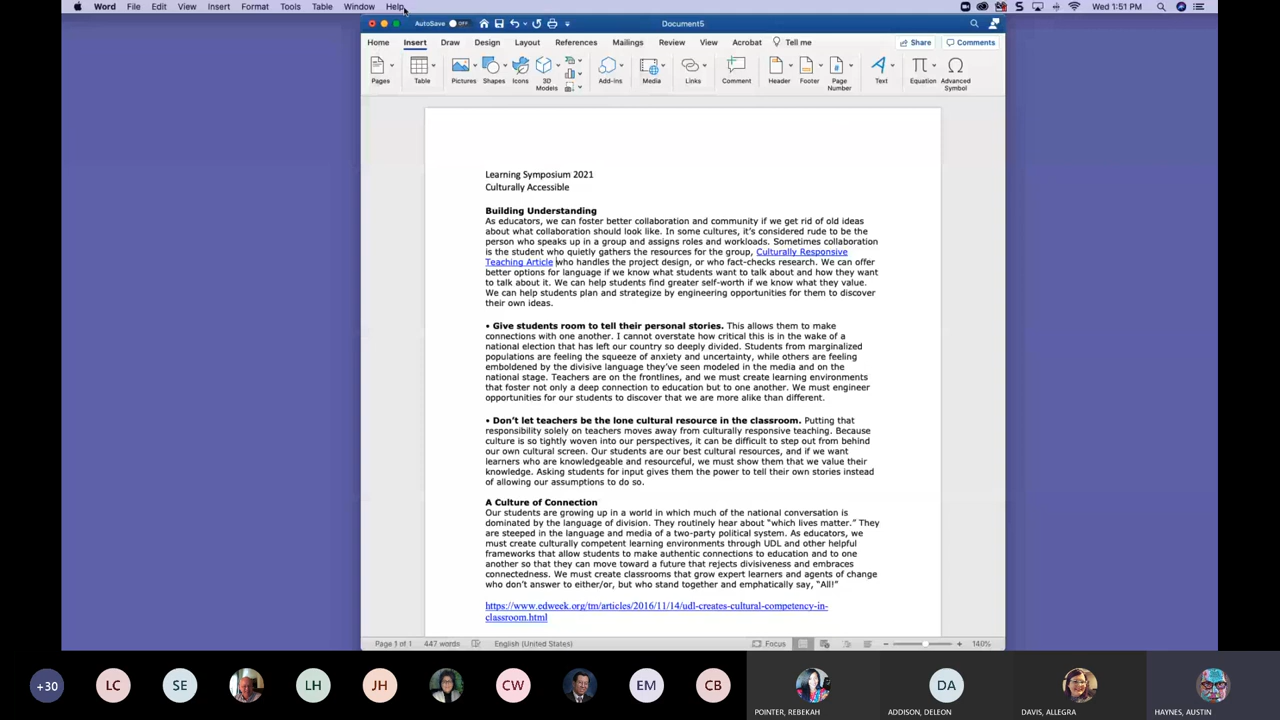 Word File Edit View Insert Format Tools Table Window Help Wed 1:51 PM
AutoSave OFF Document5
Home Insert Draw Design Layout References Mailings Review View Acrobat Tell me Share Comments
Pages Table Pictures Shapes Icons 3D Models Add-ins Media Links Comment Header Footer Page Number Text Equation Advanced Symbol
Learning Symposium 2021
Culturally Accessible
Building Understanding
As educators, we can foster better collaboration and community if we get rid of old ideas
about what collaboration should look like. In some cultures, it's considered rude to be the
person who speaks up in a group and assigns roles and workloads. Sometimes collaboration
is the student who quietly gathers the resources for the group, Culturally Responsive
Teaching Article who handles the project design, or who fact-checks research. We can offer
better options for language if we know what students want to talk about and how they want
to talk about it. We can help students find greater self-worth if we know what they value.
We can help students plan and strategize by engineering opportunities for them to discover
their own ideas.
• Give students room to tell their personal stories. This allows them to make
connections with one another. I cannot overstate how critical this is in the wake of a
national election that has left our country so deeply divided. Students from marginalized
populations are feeling the squeeze of anxiety and uncertainty, while others are feeling
emboldened by the divisive language they've seen modeled in the media and on the
national stage. Teachers are on the frontlines, and we must create learning environments
that foster not only a deep connection to education but to one another. We must engineer
opportunities for our students to discover that we are more alike than different.
• Don't let teachers be the lone cultural resource in the classroom. Putting that
responsibility solely on teachers moves away from culturally responsive teaching. Because
culture is so tightly woven into our perspectives, it can be difficult to step out from behind
our own cultural screen. Our students are our best cultural resources, and if we want
learners who are knowledgeable and resourceful, we must show them that we value their
knowledge. Asking students for input gives them the power to tell their own stories instead
of allowing our assumptions to do so.
A Culture of Connection
Our students are growing up in a world in which much of the national conversation is
dominated by the language of division. They routinely hear about “which lives matter.” They
are steeped in the language and media of a two-party political system. As educators, we
must create culturally competent learning environments through UDL and other helpful
frameworks that allow students to make authentic connections to education and to one
another so that they can move toward a future that rejects divisiveness and embraces
connectedness. We must create classrooms that grow expert learners and agents of change
who don't answer to either/or, but who stand together and emphatically say, “All!”
https://www.edweek.org/tm/articles/2016/11/14/udl-creates-cultural-competency-in-
classroom.html
Page 1 of 1 447 words English (United States) Focus 140%
+30 LC SE LH JH CW EM CB DA
POINTER, REBEKAH ADDISON, DELEON DAVIS, ALLEGRA HAYNES, AUSTIN